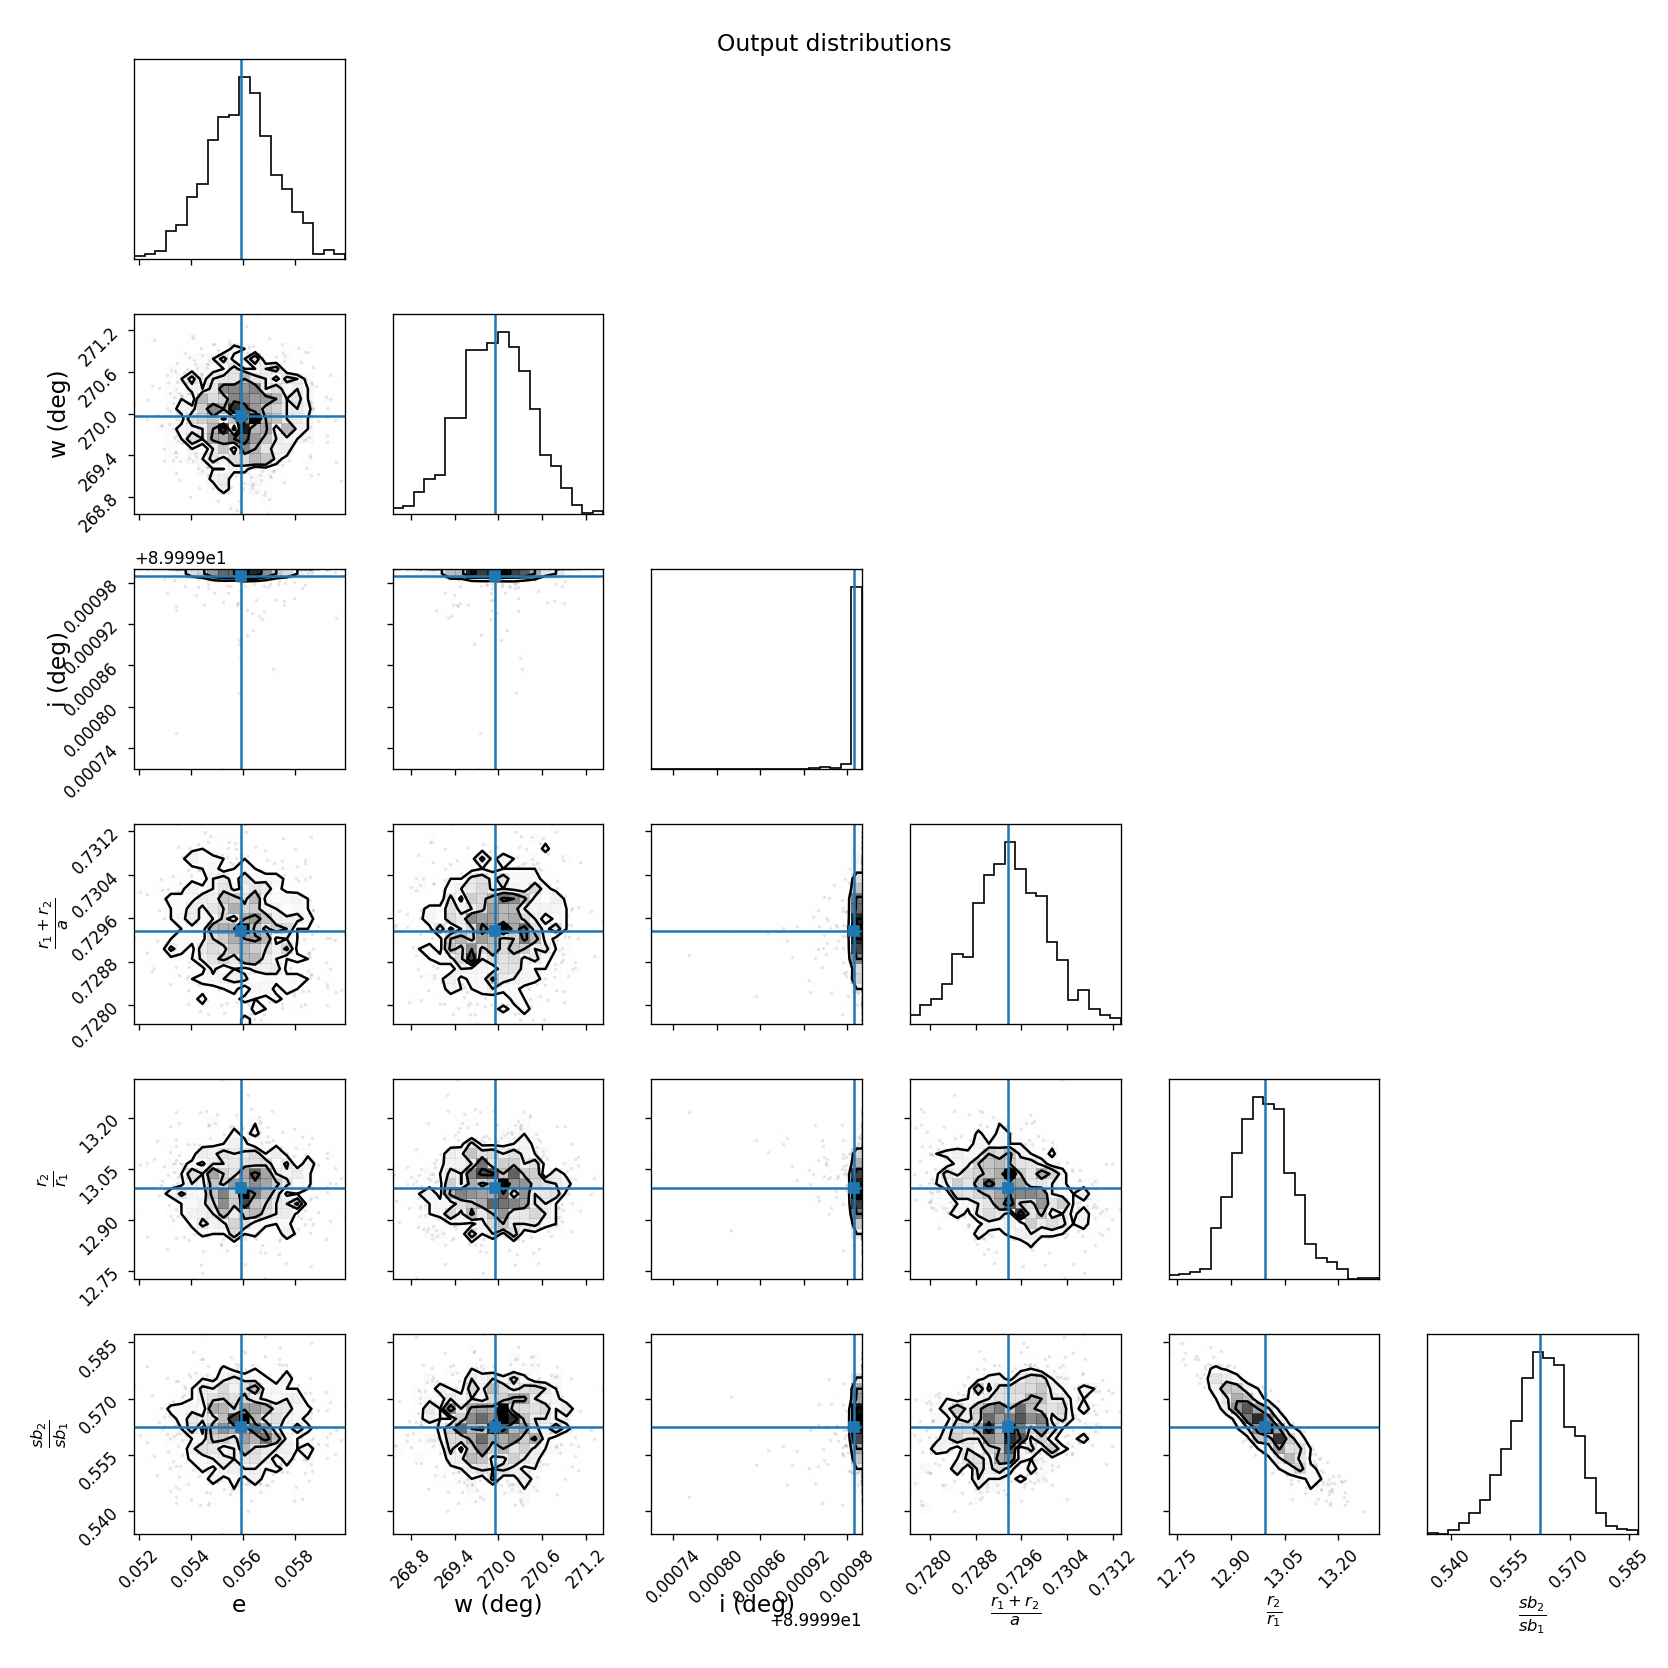 Output distributions
w (deg)
271.2
270.6
270.0
269.4
268.8
+8.9999e1
i (deg)
0.00098
0.00092
0.00086
0.00080
0.00074
r₁ + r₂
a
0.7312
0.7304
0.7296
0.7288
0.7280
r₂
r₁
13.20
13.05
12.90
12.75
sb₂
sb₁
0.585
0.570
0.555
0.540
0.052 0.054 0.056 0.058 268.8 269.4 270.0 270.6 271.2 0.00074 0.00080 0.00086 0.00092 0.00098 0.7280 0.7288 0.7296 0.7304 0.7312 12.75 12.90 13.05 13.20 0.540 0.555 0.570 0.585
e w (deg) i (deg) r₁ + r₂ r₂ sb₂
a r₁ sb₁
+8.9999e1